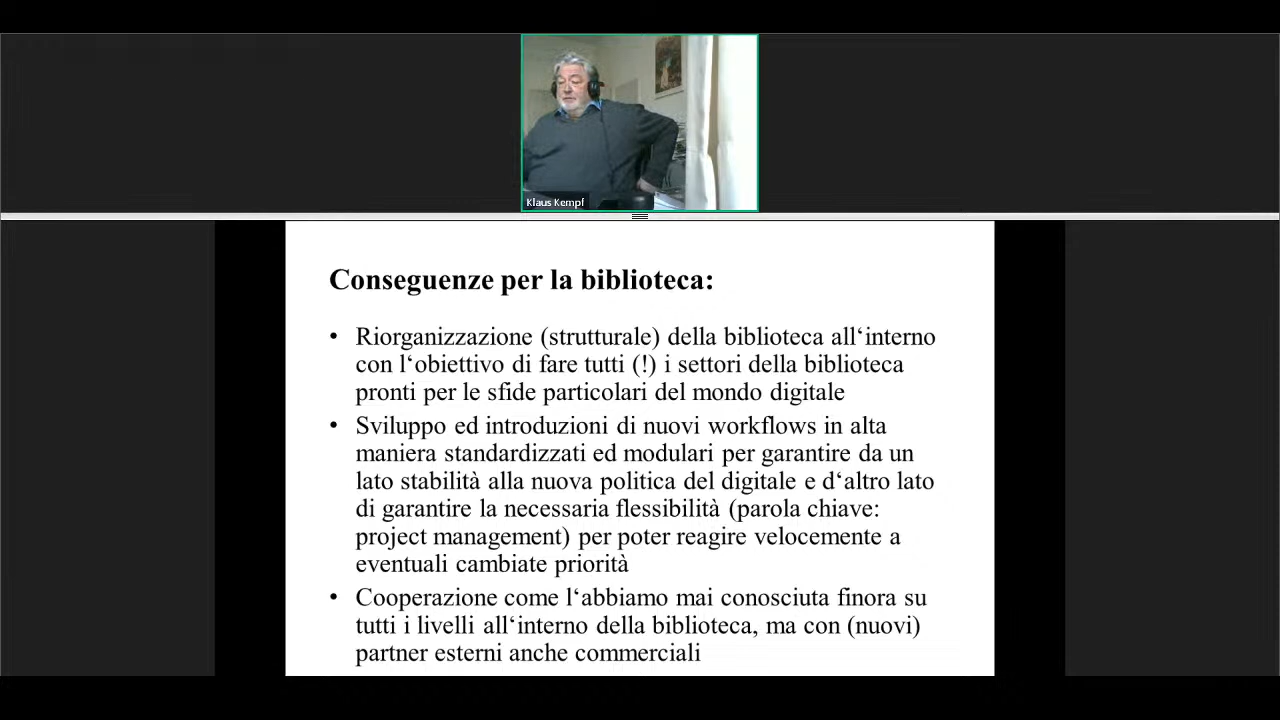 Klaus Kempf
Conseguenze per la biblioteca:
• Riorganizzazione (strutturale) della biblioteca all‘interno
con l‘obiettivo di fare tutti (!) i settori della biblioteca
pronti per le sfide particolari del mondo digitale
• Sviluppo ed introduzioni di nuovi workflows in alta
maniera standardizzati ed modulari per garantire da un
lato stabilità alla nuova politica del digitale e d‘altro lato
di garantire la necessaria flessibilità (parola chiave:
project management) per poter reagire velocemente a
eventuali cambiate priorità
• Cooperazione come l‘abbiamo mai conosciuta finora su
tutti i livelli all‘interno della biblioteca, ma con (nuovi)
partner esterni anche commerciali